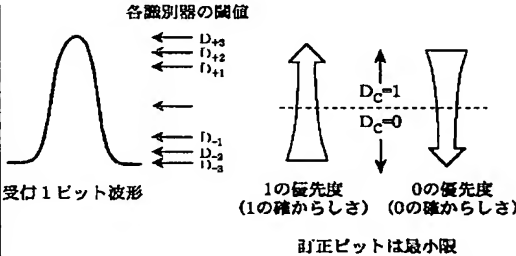 各識別器の閾値
D+3
D+2
D+1
D-1
D-2
D-3
DC=1
DC=0
受信1ビット波形
1の優先度
(1の確からしさ)
0の優先度
(0の確からしさ)
訂正ビットは最小限